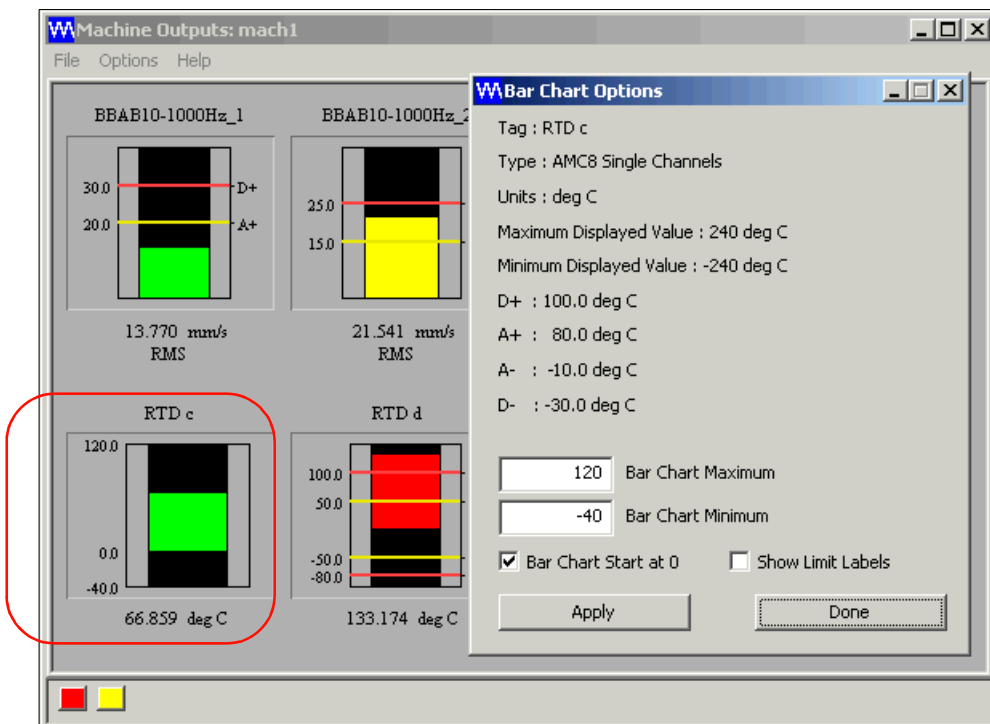 Machine Outputs: mach1
File Options Help
BBAB10-1000Hz_1
30.0
D+
20.0
A+
13.770 mm/s
RMS
BBAB10-1000Hz_2
25.0
15.0
21.541 mm/s
RMS
RTD c
120.0
0.0
-40.0
66.859 deg C
RTD d
100.0
50.0
-50.0
-80.0
133.174 deg C
Bar Chart Options
Tag : RTD c
Type : AMC8 Single Channels
Units : deg C
Maximum Displayed Value : 240 deg C
Minimum Displayed Value : -240 deg C
D+ : 100.0 deg C
A+ : 80.0 deg C
A- : -10.0 deg C
D- : -30.0 deg C
120 Bar Chart Maximum
-40 Bar Chart Minimum
Bar Chart Start at 0
Show Limit Labels
Apply
Done